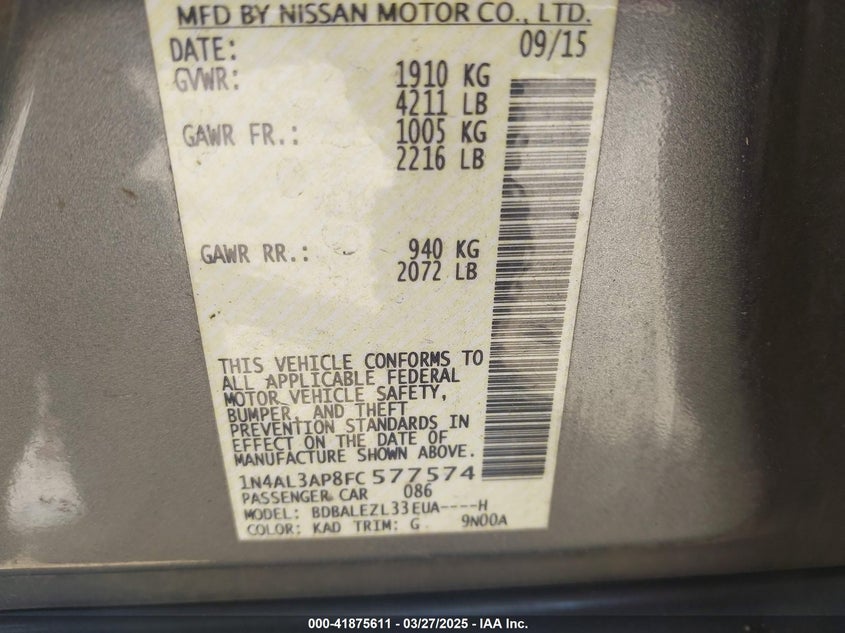 MFD BY NISSAN MOTOR CO., LTD.
DATE: 09/15
GVWR: 1910 KG
4211 LB
GAWR FR.: 1005 KG
2216 LB
GAWR RR.: 940 KG
2072 LB
THIS VEHICLE CONFORMS TO
ALL APPLICABLE FEDERAL
MOTOR VEHICLE SAFETY,
BUMPER, AND THEFT
PREVENTION STANDARDS IN
EFFECT ON THE DATE OF
MANUFACTURE SHOWN ABOVE.
1N4AL3AP8FC577574
PASSENGER CAR 086
MODEL: BDBALEZL33EUA----H
COLOR: KAD TRIM: G 9N00A
000-41875611 - 03/27/2025 - IAA Inc.